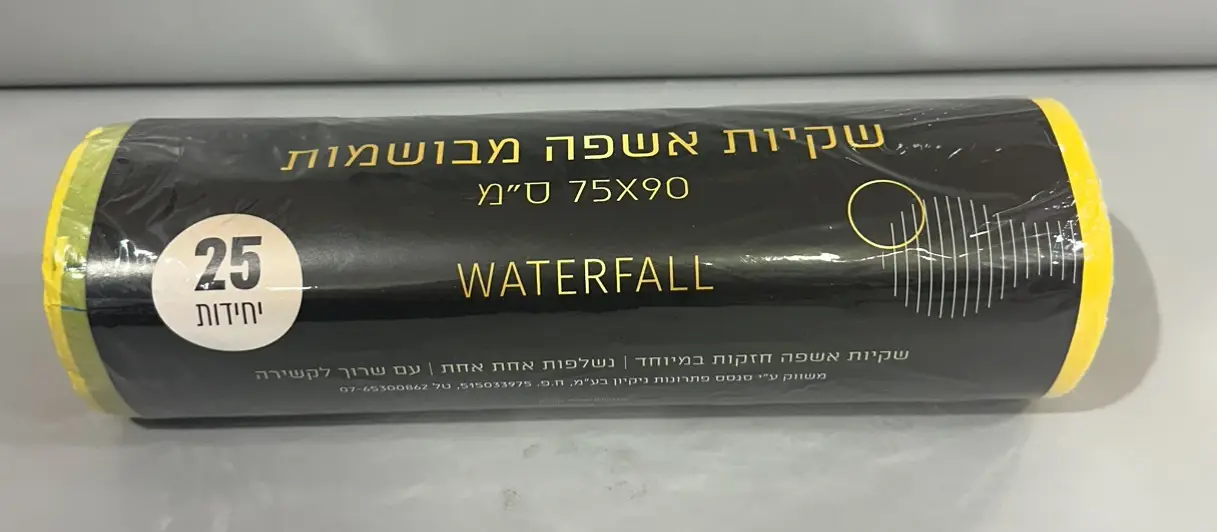 שקיות אשפה מבושמות
75X90 ס"מ
WATERFALL
25
יחידות
שקיות אשפה חזקות במיוחד | נשלפות אחת אחת | עם שרוך לקשירה
משווק ע"י סנסס פתרונות ניקיון בע"מ, ח.פ. 515033975, טל 07-65300862